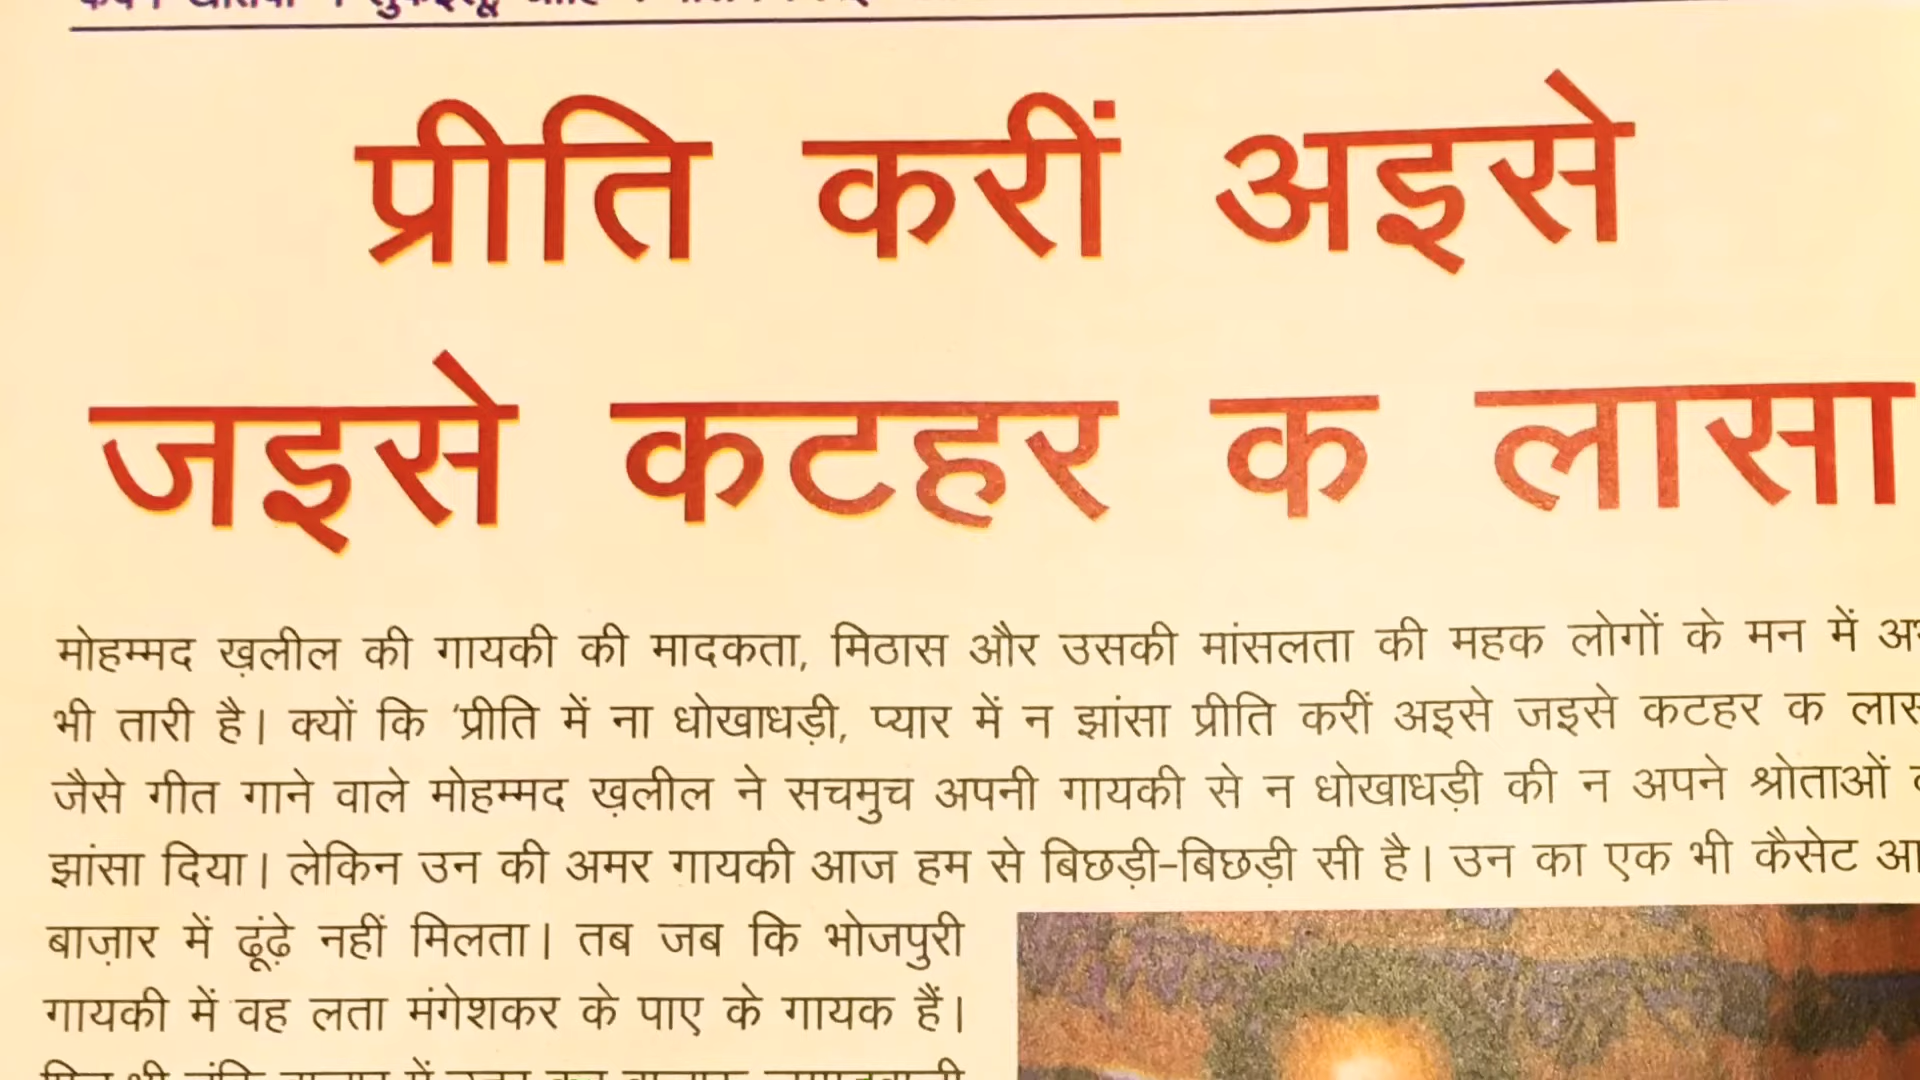 प्रीति करीं अइसे
जइसे कटहर क लासा
मोहम्मद ख़लील की गायकी की मादकता, मिठास और उसकी मांसलता की महक लोगों के मन में
भी तारी है। क्यों कि ‘प्रीति में ना धोखाधड़ी, प्यार में न झांसा प्रीति करीं अइसे जइसे कटहर क
जैसे गीत गाने वाले मोहम्मद ख़लील ने सचमुच अपनी गायकी से न धोखाधड़ी की न अपने श्रोताओं
झांसा दिया। लेकिन उन की अमर गायकी आज हम से बिछड़ी-बिछड़ी सी है। उन का एक भी कैसेट
बाज़ार में ढूंढ़े नहीं मिलता। तब जब कि भोजपुरी
गायकी में वह लता मंगेशकर के पाए के गायक हैं।